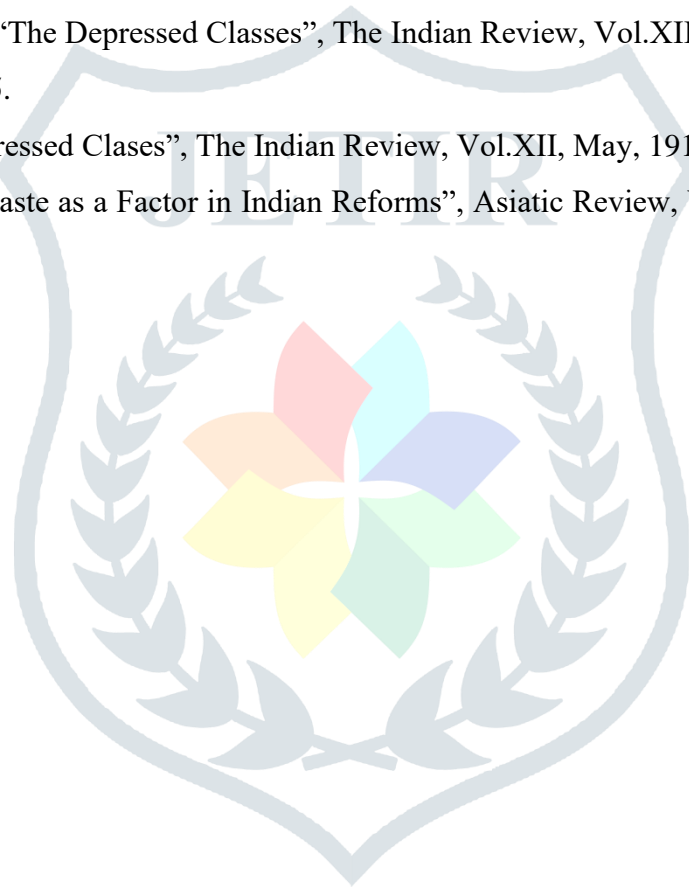 “The Depressed Classes”, The Indian Review, Vol.XII
.
ressed Clases”, The Indian Review, Vol.XII, May, 191
aste as a Factor in Indian Reforms”, Asiatic Review,
JETIR